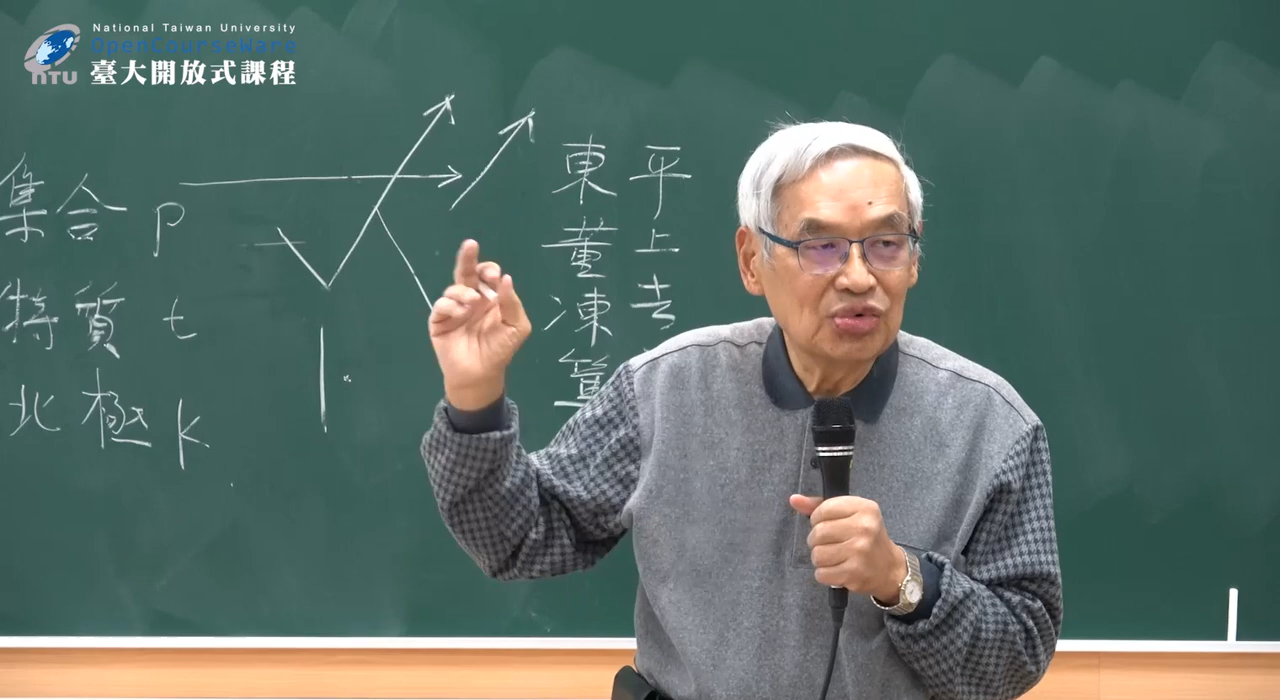 National Taiwan University
OpenCourseWare
臺大開放式課程
nTU
集合 p
特質 t
北極 k
東 平
董 上
凍 去